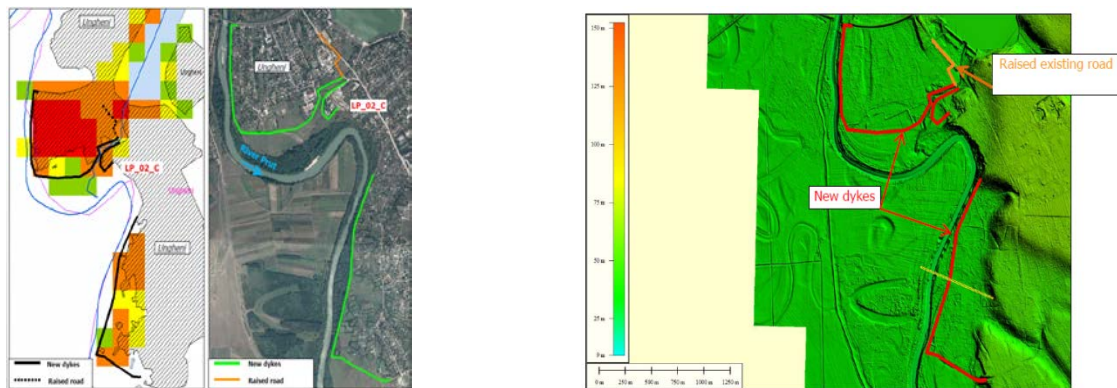 Ungheni
Ungheni
LP_02_C
Ungheni
Ungheni
New dykes
Raised road
Ungheni
LP_02_C
River Prut
New dykes
Raised road
150 m
125 m
100 m
75 m
50 m
25 m
0 m
Raised existing road
New dykes
0 m 250 m 500 m 750 m 1000 m 1250 m